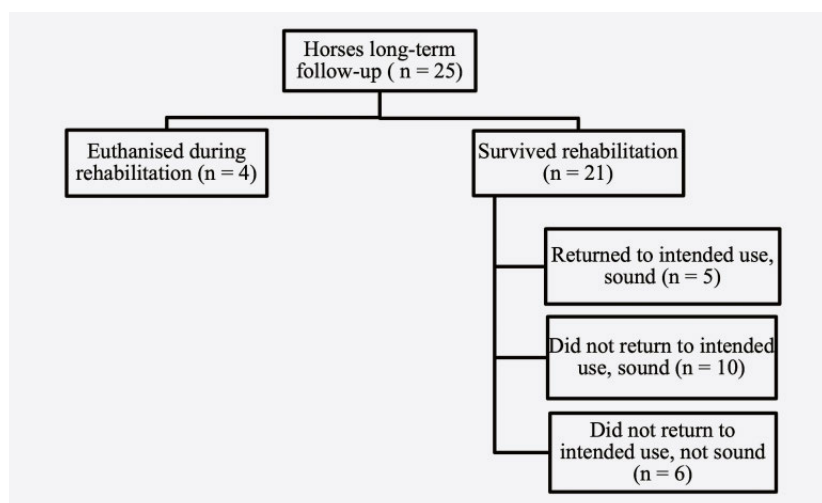 Horses long-term
follow-up ( n = 25)
Euthanised during
rehabilitation (n = 4)
Survived rehabilitation
(n = 21)
Returned to intended use,
sound (n = 5)
Did not return to intended
use, sound (n = 10)
Did not return to
intended use, not sound
(n = 6)